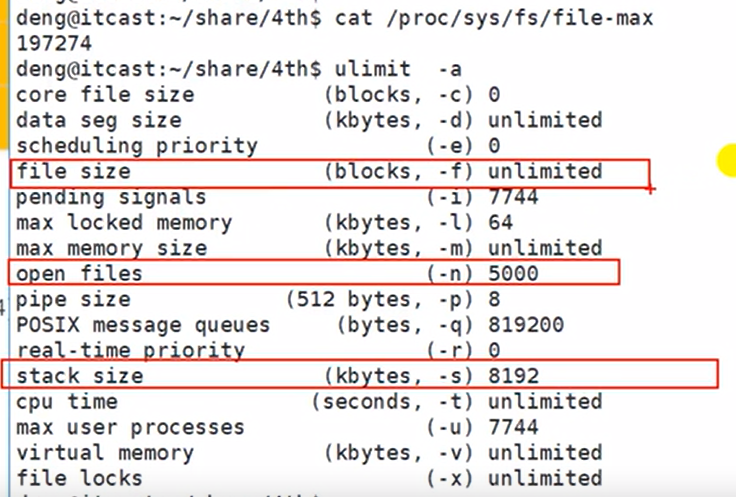 deng@itcast:~/share/4th$ cat /proc/sys/fs/file-max
197274
deng@itcast:~/share/4th$ ulimit  -a
core file size          (blocks, -c) 0
data seg size           (kbytes, -d) unlimited
scheduling priority             (-e) 0
file size               (blocks, -f) unlimited
pending signals                 (-i) 7744
max locked memory       (kbytes, -l) 64
max memory size         (kbytes, -m) unlimited
open files                      (-n) 5000
pipe size            (512 bytes, -p) 8
POSIX message queues     (bytes, -q) 819200
real-time priority              (-r) 0
stack size              (kbytes, -s) 8192
cpu time               (seconds, -t) unlimited
max user processes              (-u) 7744
virtual memory          (kbytes, -v) unlimited
file locks                      (-x) unlimited